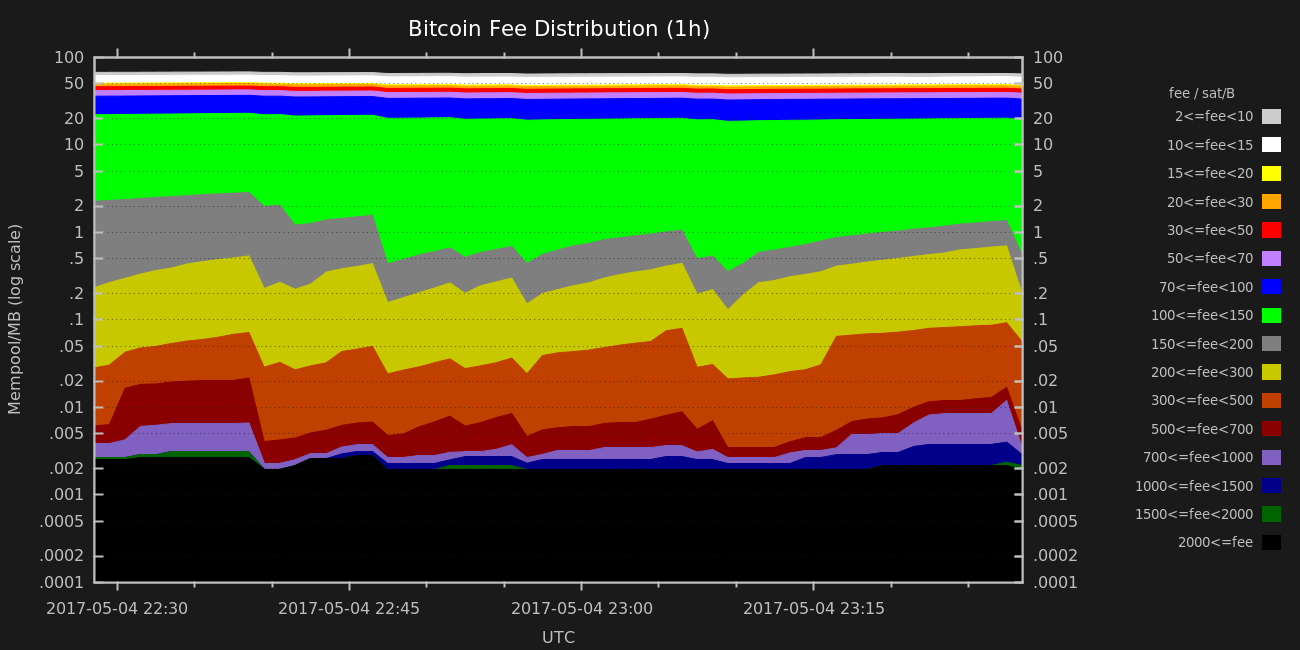 Bitcoin Fee Distribution (1h)
Mempool/MB (log scale)
100
50
20
10
5
2
1
.5
.2
.1
.05
.02
.01
.005
.002
.001
.0005
.0002
.0001
100
50
20
10
5
2
1
.5
.2
.1
.05
.02
.01
.005
.002
.001
.0005
.0002
.0001
2017-05-04 22:30 2017-05-04 22:45 2017-05-04 23:00 2017-05-04 23:15
UTC
fee / sat/B
2<=fee<10
10<=fee<15
15<=fee<20
20<=fee<30
30<=fee<50
50<=fee<70
70<=fee<100
100<=fee<150
150<=fee<200
200<=fee<300
300<=fee<500
500<=fee<700
700<=fee<1000
1000<=fee<1500
1500<=fee<2000
2000<=fee